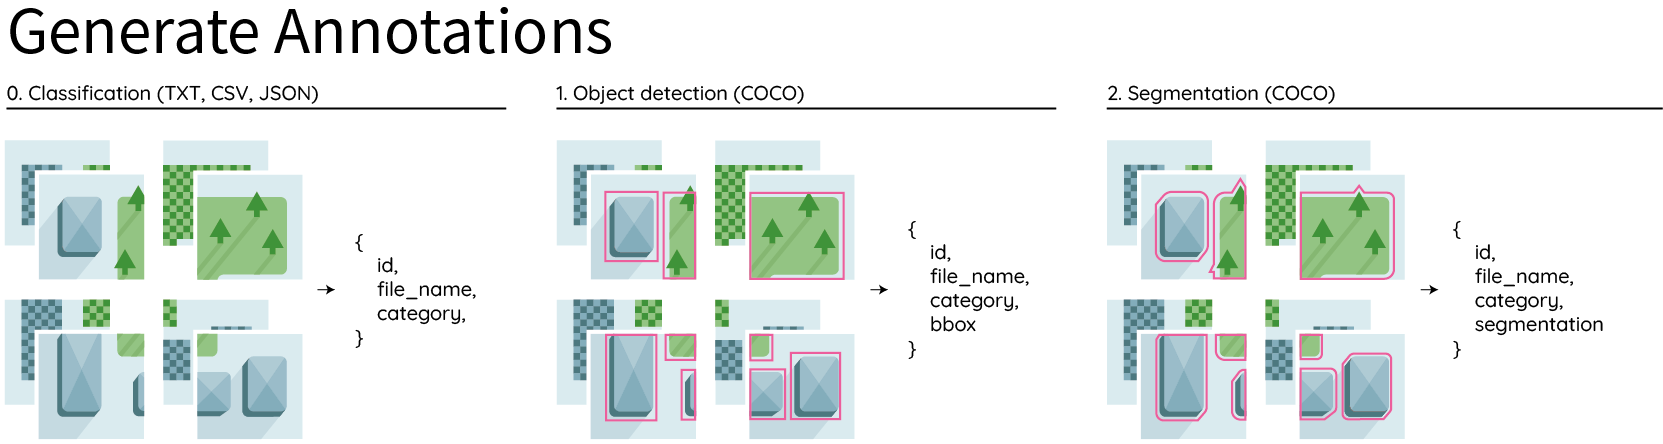 Generate Annotations
0. Classification (TXT, CSV, JSON)
{
id,
file_name,
category,
}
1. Object detection (COCO)
{
id,
file_name,
category,
bbox
}
2. Segmentation (COCO)
{
id,
file_name,
category,
segmentation
}